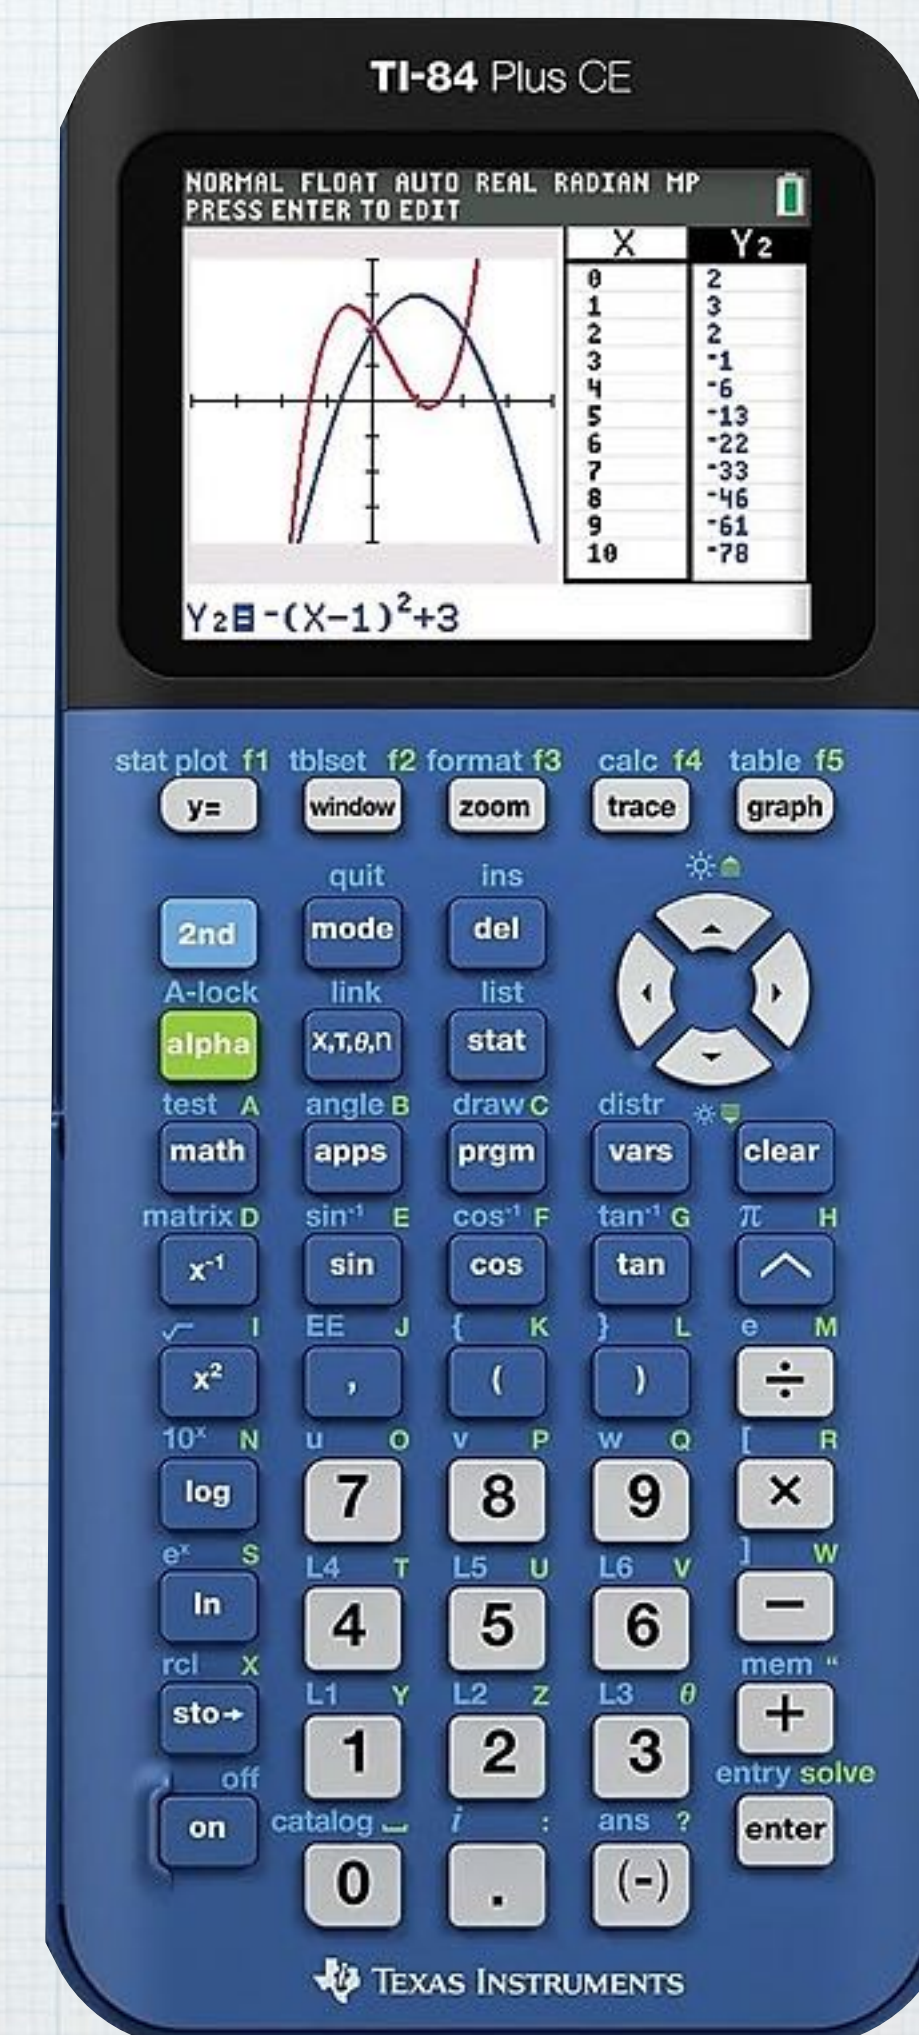 TI-84 Plus CE
NORMAL FLOAT AUTO REAL RADIAN MP
PRESS ENTER TO EDIT
X Y2
0 2
1 3
2 2
3 -1
4 -6
5 -13
6 -22
7 -33
8 -46
9 -61
10 -78
Y2=-(X-1)²+3
stat plot f1 tblset f2 format f3 calc f4 table f5
y= window zoom trace graph
quit ins
2nd mode del
A-lock link list
alpha X,T,θ,n stat
test A angle B draw C distr
math apps prgm vars clear
matrix D sin⁻¹ E cos⁻¹ F tan⁻¹ G π H
x⁻¹ sin cos tan ^
√ I EE J { K } L e M
x² , ( ) ÷
10ˣ N u O v P w Q [ R
log 7 8 9 ×
eˣ S L4 T L5 U L6 V ] W
ln 4 5 6 −
rcl X L1 Y L2 Z L3 θ mem "
sto→ 1 2 3 +
off catalog i : ans ? entry solve
on 0 . (-) enter
TEXAS INSTRUMENTS